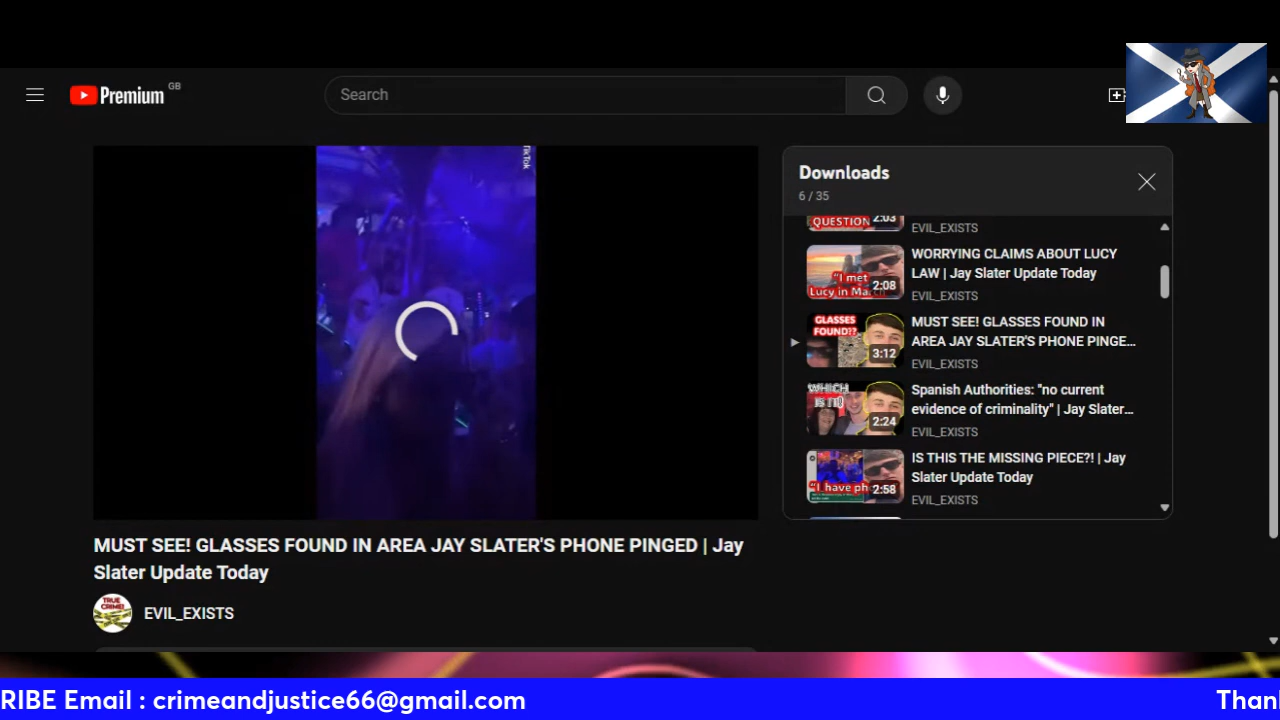 Premium GB
Search
TikTok
Downloads
6 / 35
QUESTION
2:03
EVIL_EXISTS
"I met
Lucy in Mar
2:08
WORRYING CLAIMS ABOUT LUCY
LAW | Jay Slater Update Today
EVIL_EXISTS
GLASSES
FOUND??
3:12
MUST SEE! GLASSES FOUND IN
AREA JAY SLATER'S PHONE PINGE...
EVIL_EXISTS
WHICH
IS IT?
2:24
Spanish Authorities: "no current
evidence of criminality" | Jay Slater...
EVIL_EXISTS
"I have ph
2:58
IS THIS THE MISSING PIECE?! | Jay
Slater Update Today
EVIL_EXISTS
MUST SEE! GLASSES FOUND IN AREA JAY SLATER'S PHONE PINGED | Jay
Slater Update Today
TRUE
CRIME!
EVIL_EXISTS
RIBE Email : crimeandjustice66@gmail.com
Than